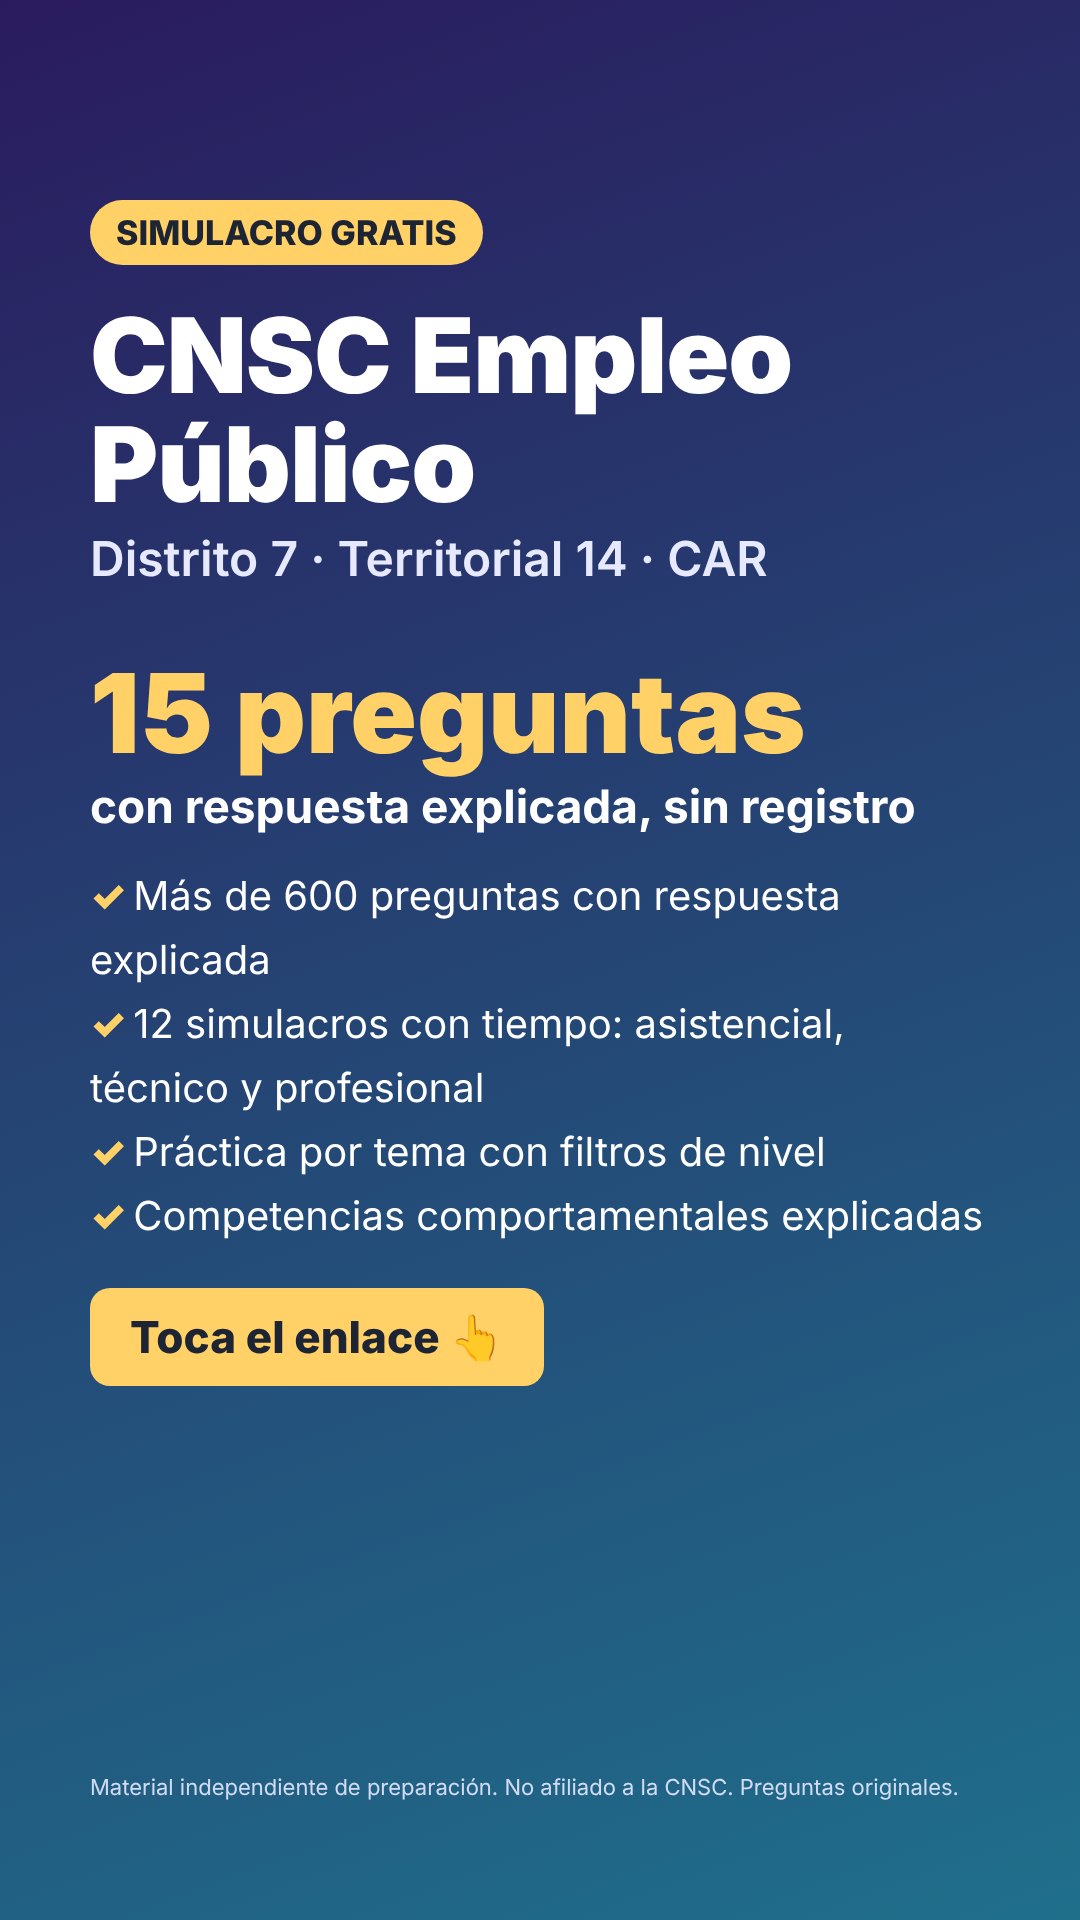 SIMULACRO GRATIS
CNSC Empleo
Público
Distrito 7 · Territorial 14 · CAR
15 preguntas
con respuesta explicada, sin registro
✔ Más de 600 preguntas con respuesta
explicada
✔ 12 simulacros con tiempo: asistencial,
técnico y profesional
✔ Práctica por tema con filtros de nivel
✔ Competencias comportamentales explicadas
Toca el enlace 👆
Material independiente de preparación. No afiliado a la CNSC. Preguntas originales.